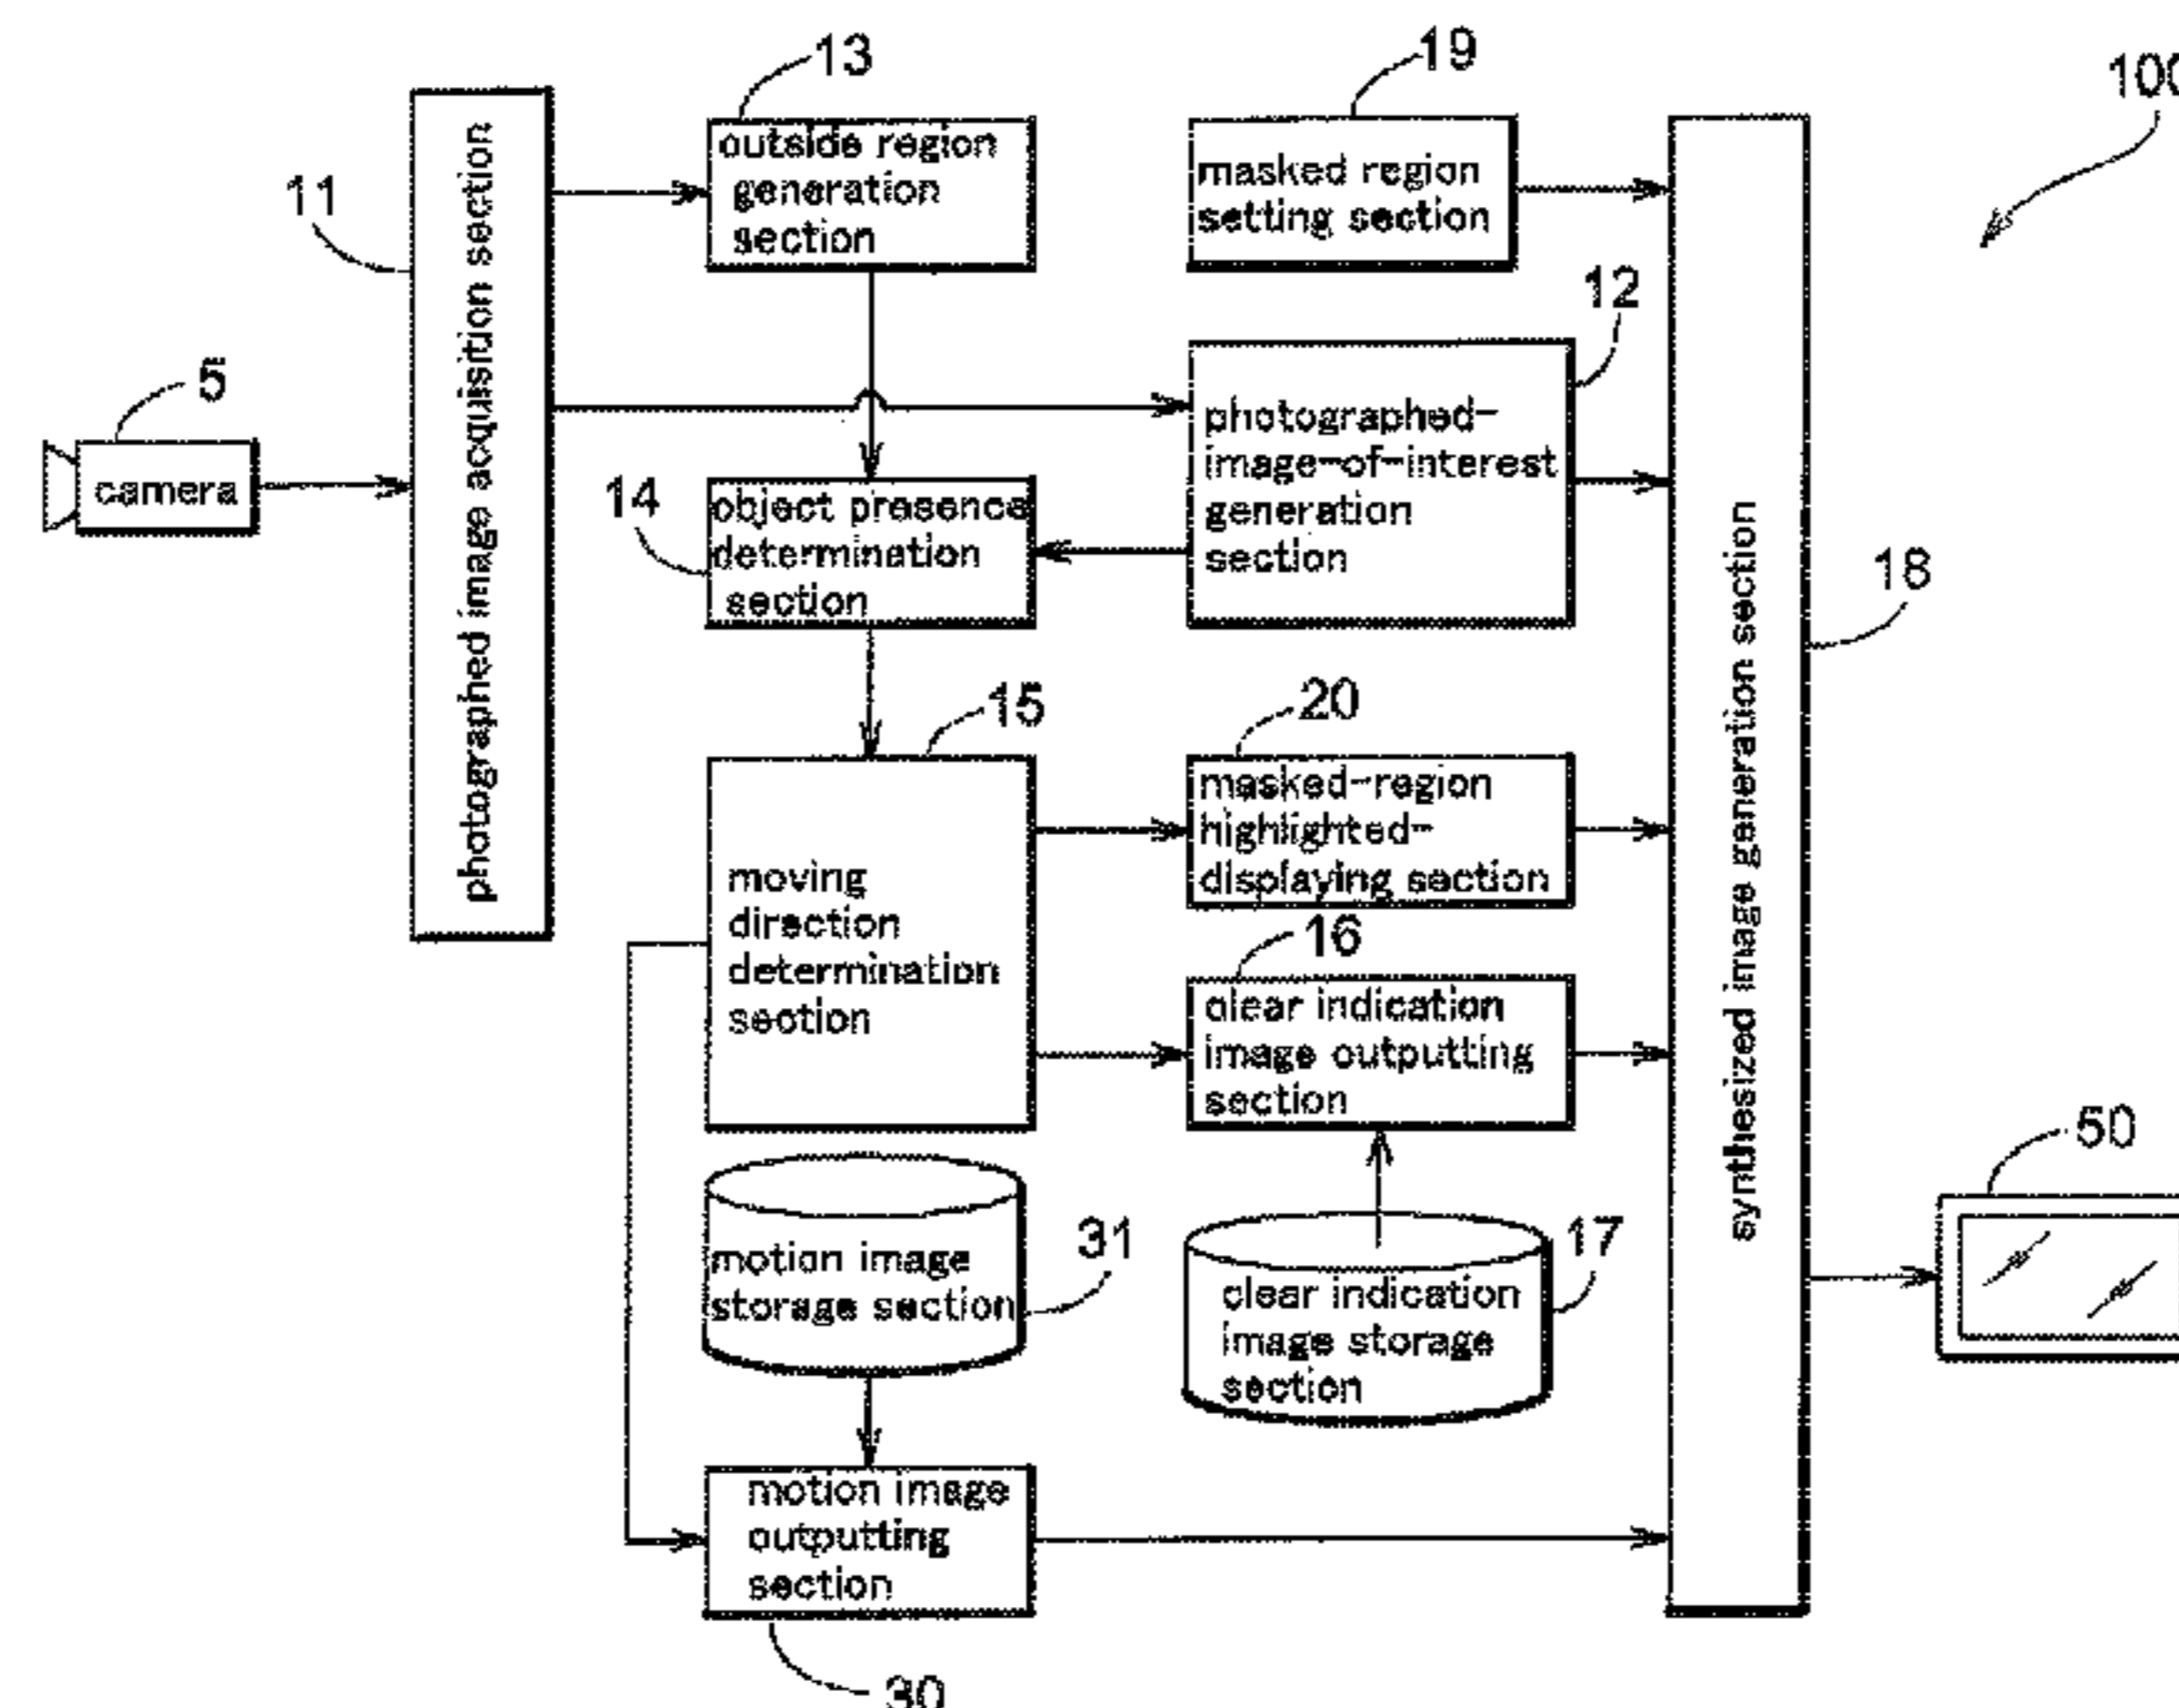 13
19
100
outside region
generation
section
masked region
setting section
11
photographed image acquisition section
12
5
camera
photographed-
image-of-interest
generation
section
14
object presence
determination
section
18
synthesized image generation section
15
20
moving
direction
determination
section
masked-region
highlighted-
displaying section
16
clear indication
image outputting
section
50
motion image
storage section
31
clear indication
image storage
section
17
motion image
outputting
section
30